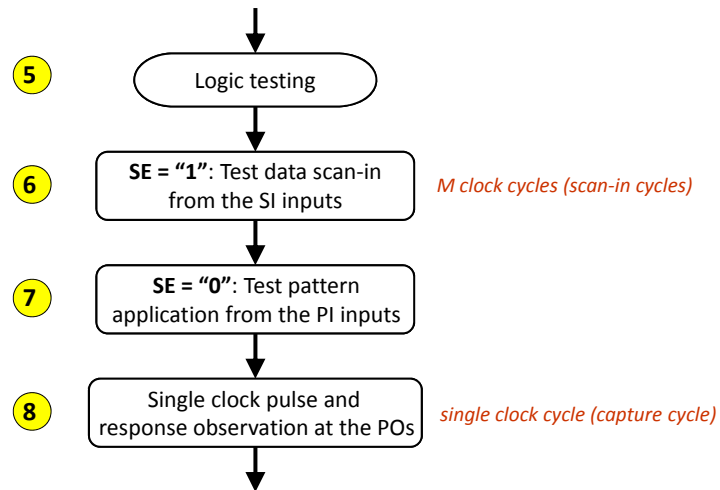 5
Logic testing
6
SE = “1”: Test data scan-in
from the SI inputs
M clock cycles (scan-in cycles)
7
SE = “0”: Test pattern
application from the PI inputs
8
Single clock pulse and
response observation at the POs
single clock cycle (capture cycle)